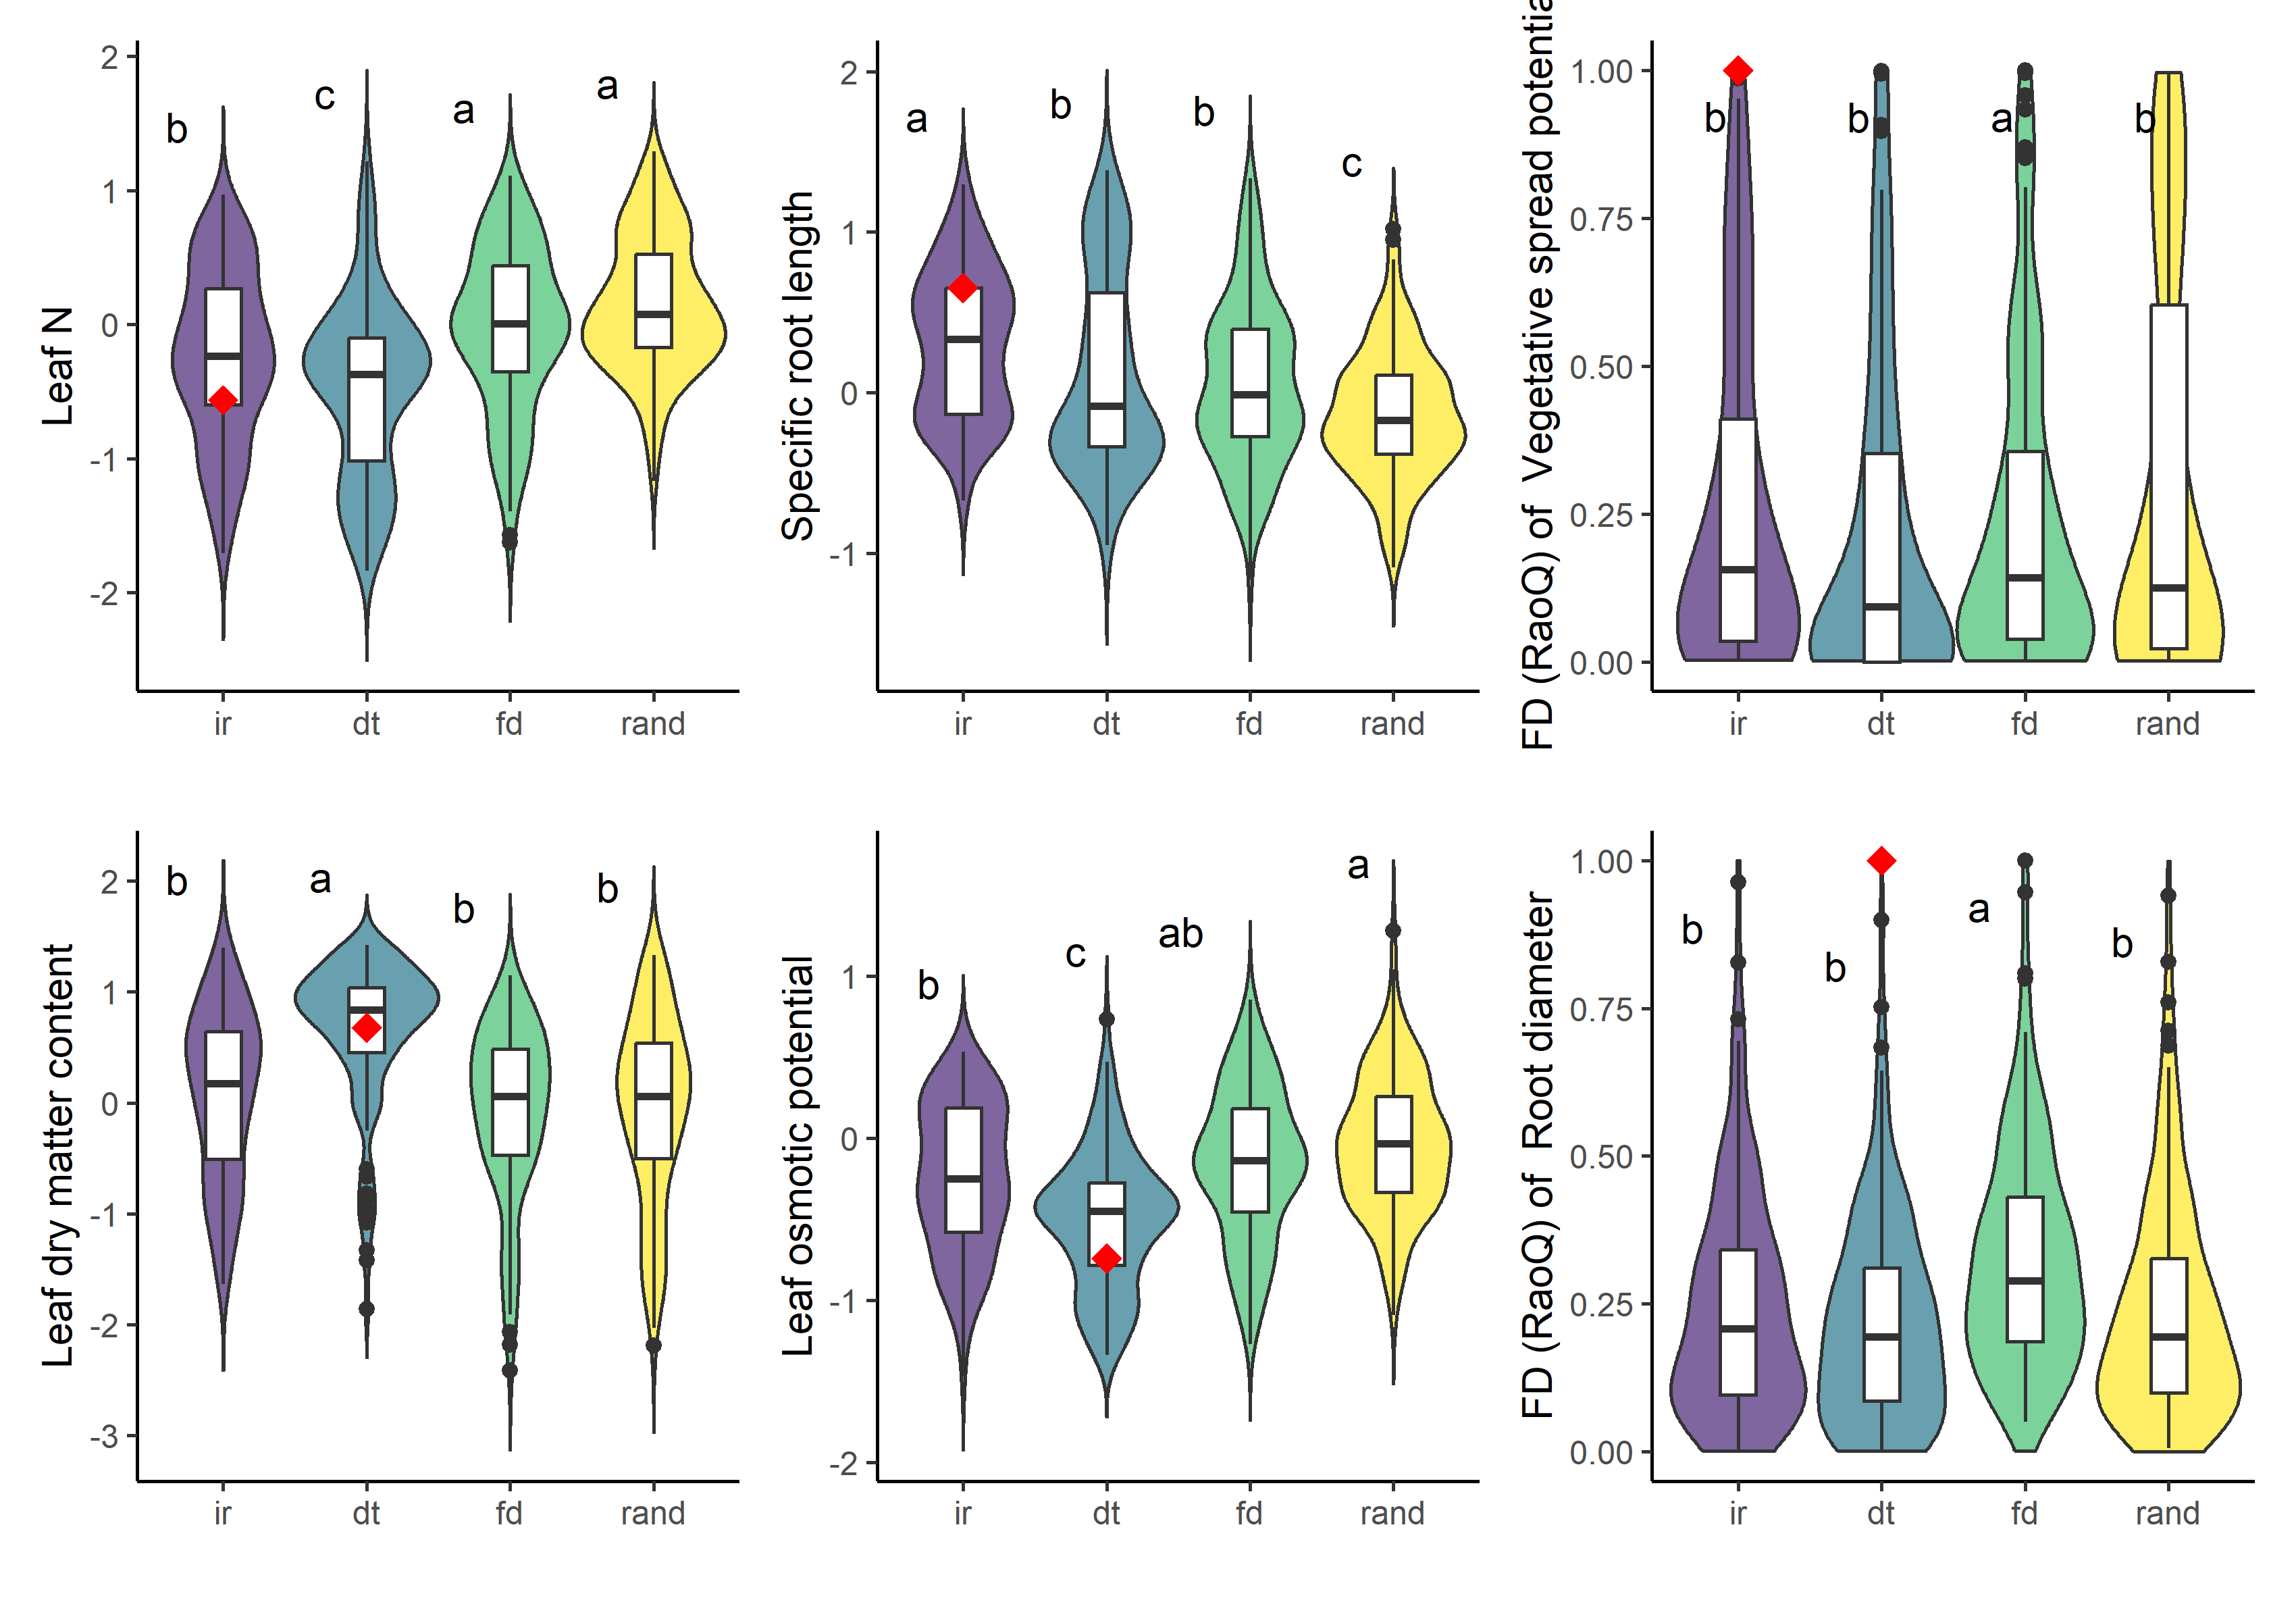 Leaf N
2
1
0
-1
-2
b
c
a
a
ir
dt
fd
rand
Specific root length
2
1
0
-1
a
b
b
c
ir
dt
fd
rand
FD (RaoQ) of Vegetative spread potential
1.00
0.75
0.50
0.25
0.00
b
b
a
b
ir
dt
fd
rand
Leaf dry matter content
2
1
0
-1
-2
-3
b
a
b
b
ir
dt
fd
rand
Leaf osmotic potential
1
0
-1
-2
b
c
ab
a
ir
dt
fd
rand
FD (RaoQ) of Root diameter
1.00
0.75
0.50
0.25
0.00
b
b
a
b
ir
dt
fd
rand